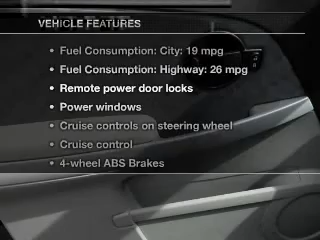 VEHICLE FEATURES
• Fuel Consumption: City: 19 mpg
• Fuel Consumption: Highway: 26 mpg
• Remote power door locks
• Power windows
• Cruise controls on steering wheel
• Cruise control
• 4-wheel ABS Brakes